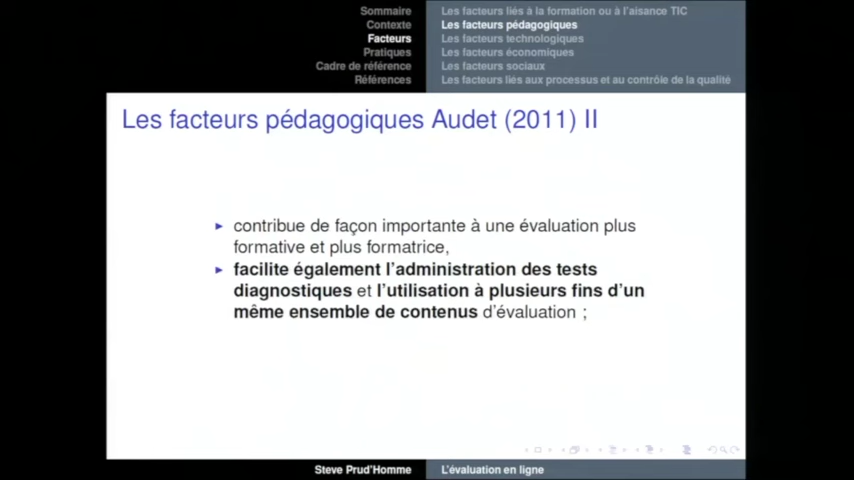 Sommaire
Contexte
Facteurs
Pratiques
Cadre de référence
Références
Les facteurs liés à la formation ou à l'aisance TIC
Les facteurs pédagogiques
Les facteurs technologiques
Les facteurs économiques
Les facteurs sociaux
Les facteurs liés aux processus et au contrôle de la qualité
Les facteurs pédagogiques Audet (2011) II
contribue de façon importante à une évaluation plus
formative et plus formatrice,
facilite également l'administration des tests
diagnostiques et l'utilisation à plusieurs fins d'un
même ensemble de contenus d'évaluation ;
Steve Prud'Homme
L'évaluation en ligne